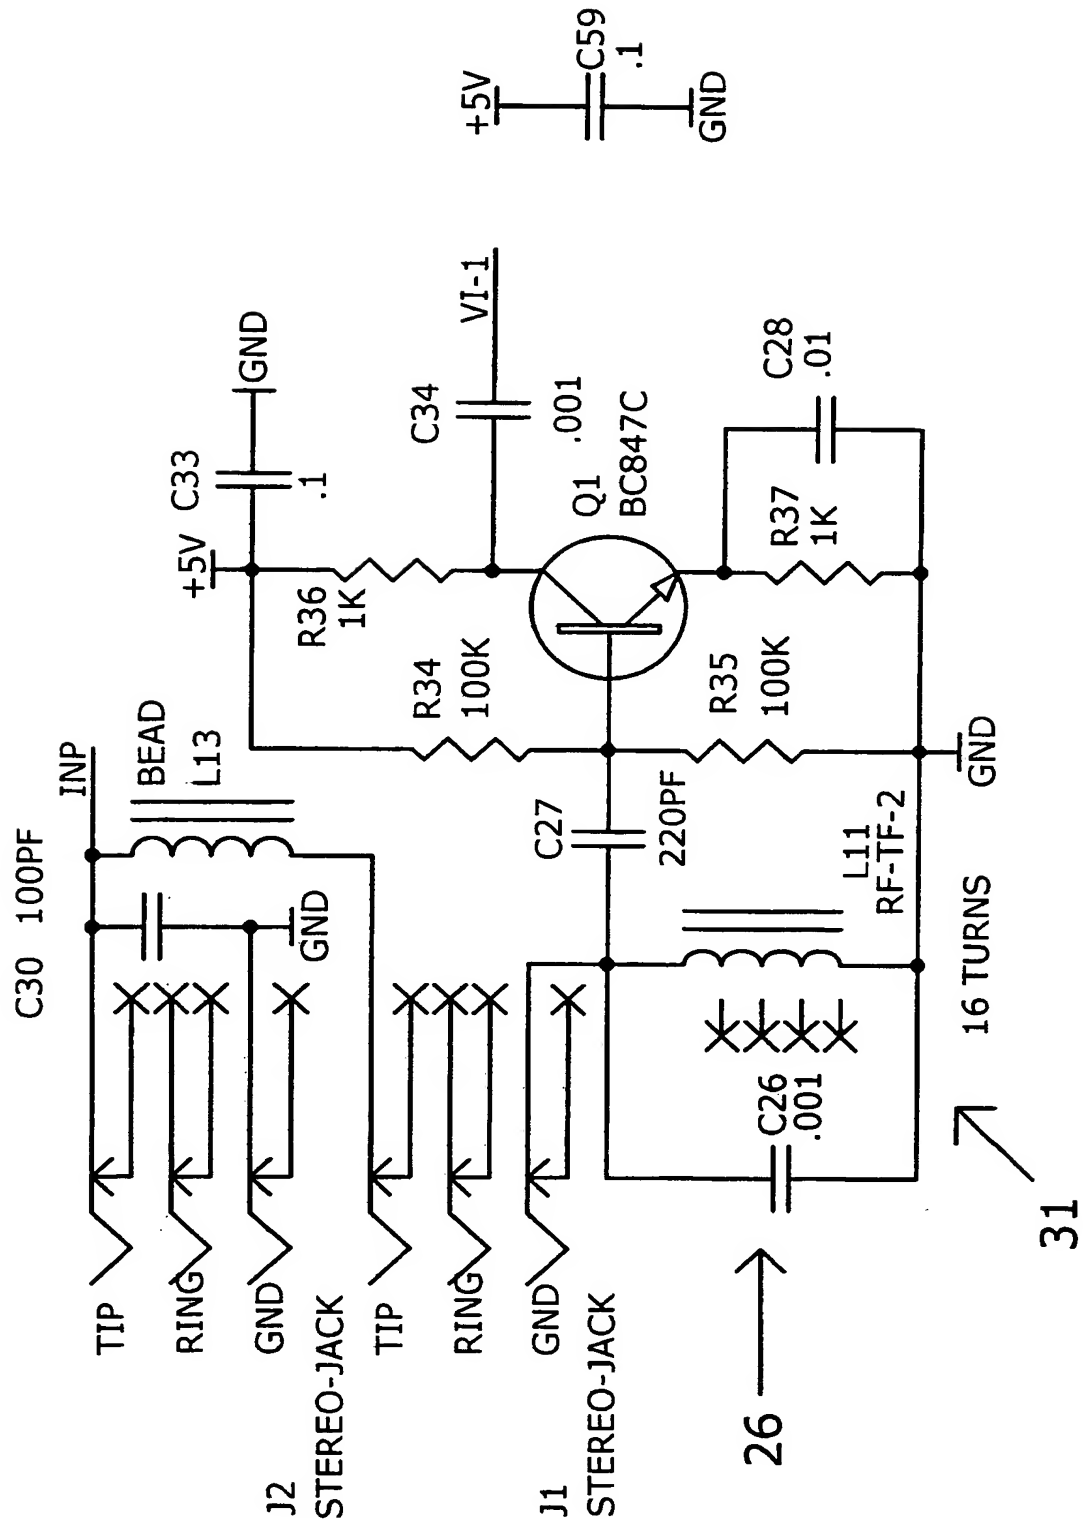 C30 100PF
INP
BEAD
L13
TIP
RING
GND
GND
J2
STEREO-JACK
TIP
RING
GND
J1
STEREO-JACK
+5V
C33
.1
GND
R36
1K
R34
100K
C34
.001
VI-1
Q1
BC847C
C27
220PF
R35
100K
R37
1K
C28
.01
L11
RF-TF-2
16 TURNS
C26
.001
GND
+5V
C59
.1
GND
26
31